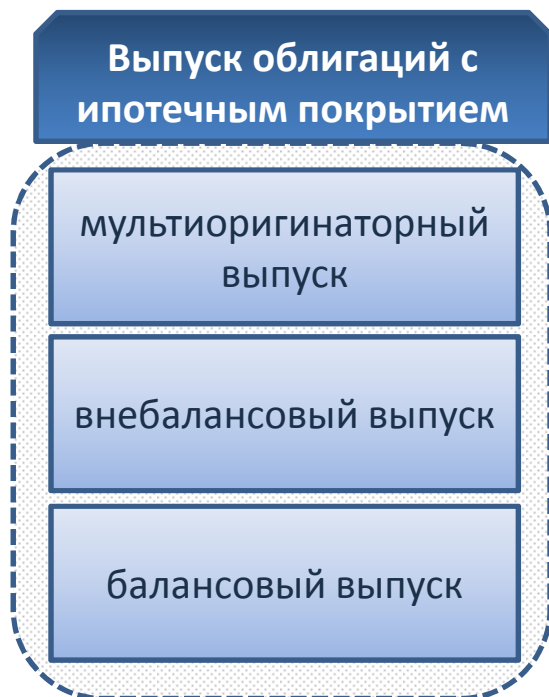 Выпуск облигаций с
ипотечным покрытием
мультиоригинаторный
выпуск
внебалансовый выпуск
балансовый выпуск